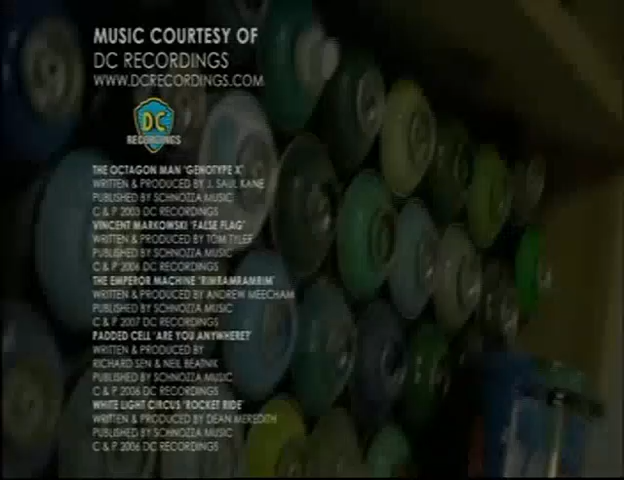 MUSIC COURTESY OF
DC RECORDINGS
WWW.DCRECORDINGS.COM
DC
RECORDINGS
THE OCTAGON MAN 'GENOTYPE X'
WRITTEN & PRODUCED BY J. SAUL KANE
PUBLISHED BY SCHNOZZA MUSIC
C & P 2003 DC RECORDINGS
VINCENT MARKOWSKI 'FALSE FLAG'
WRITTEN & PRODUCED BY TOM TYLER
PUBLISHED BY SCHNOZZA MUSIC
C & P 2006 DC RECORDINGS
THE EMPEROR MACHINE 'RIMRAMRAMRIM'
WRITTEN & PRODUCED BY ANDREW MEECHAM
PUBLISHED BY SCHNOZZA MUSIC
C & P 2007 DC RECORDINGS
PADDED CELL 'ARE YOU ANYWHERE?'
WRITTEN & PRODUCED BY
RICHARD SEN & NEIL BEATNIK
PUBLISHED BY SCHNOZZA MUSIC
C & P 2006 DC RECORDINGS
WHITE LIGHT CIRCUS 'ROCKET RIDE'
WRITTEN & PRODUCED BY DEAN MEREDITH
PUBLISHED BY SCHNOZZA MUSIC
C & P 2006 DC RECORDINGS